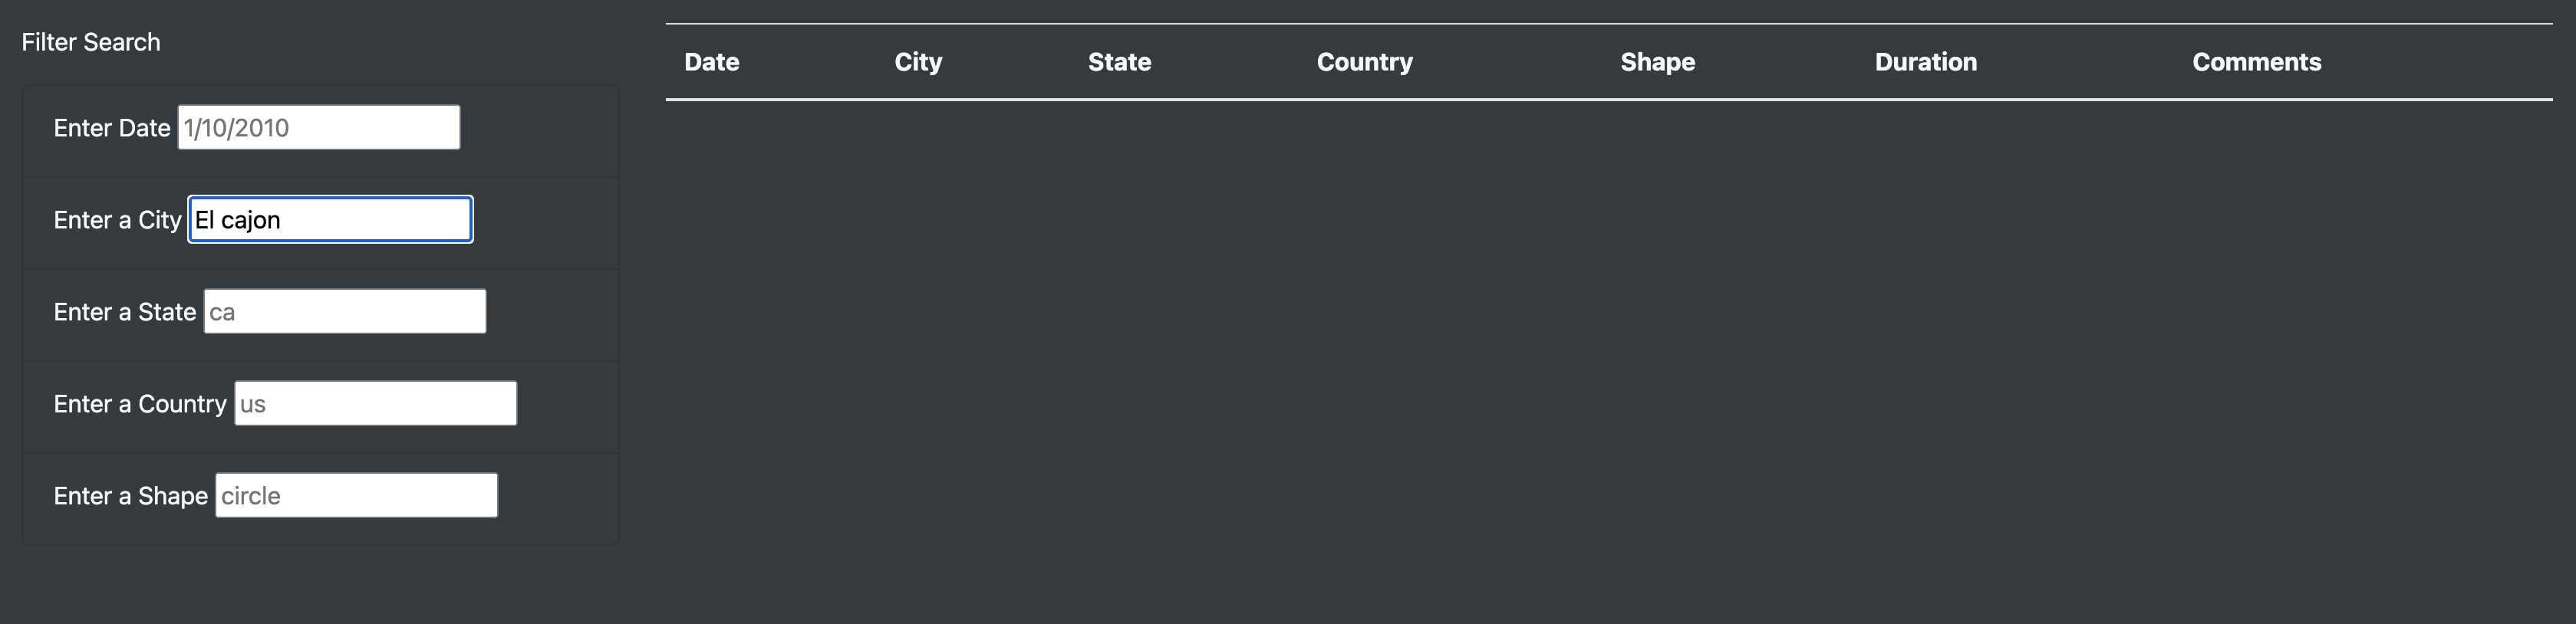 Filter Search
Enter Date 1/10/2010
Enter a City El cajon
Enter a State ca
Enter a Country us
Enter a Shape circle
Date City State Country Shape Duration Comments